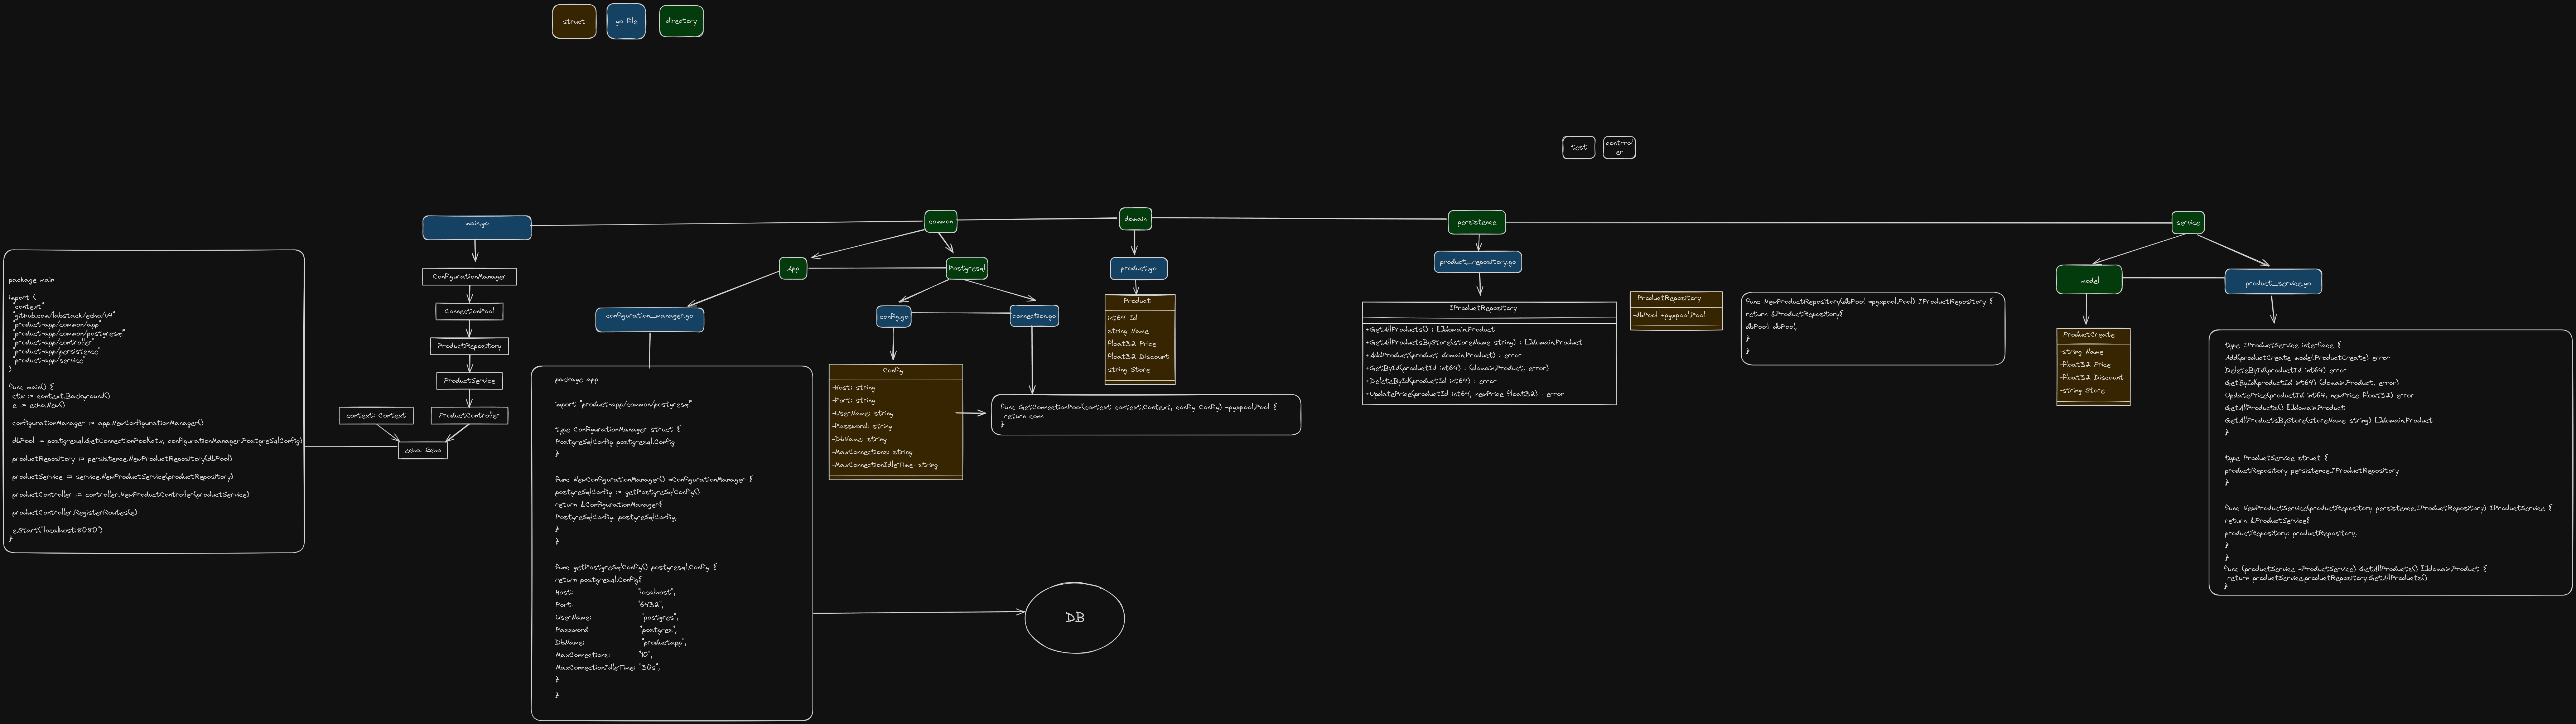 struct
go file
directory
test
contrrol
er
main.go
common
domain
persistence
service
ConfigurationManager
ConnectionPool
ProductRepository
ProductService
ProductController
context: Context
echo: Echo
package main
import (
"context"
"github.com/labstack/echo/v4"
"product-app/common/app"
"product-app/common/postgresql"
"product-app/controller"
"product-app/persistence"
"product-app/service"
)
func main() {
ctx := context.Background()
e := echo.New()
configurationManager := app.NewConfigurationManager()
dbPool := postgresql.GetConnectionPool(ctx, configurationManager.PostgreSqlConfig)
productRepository := persistence.NewProductRepository(dbPool)
productService := service.NewProductService(productRepository)
productController := controller.NewProductController(productService)
productController.RegisterRoutes(e)
e.Start("localhost:8080")
}
App
Postgresql
configuration_manager.go
config.go
connection.go
package app
import "product-app/common/postgresql"
type ConfigurationManager struct {
PostgreSqlConfig postgresql.Config
}
func NewConfigurationManager() *ConfigurationManager {
postgreSqlConfig := getPostgreSqlConfig()
return &ConfigurationManager{
PostgreSqlConfig: postgreSqlConfig,
}
}
func getPostgreSqlConfig() postgresql.Config {
return postgresql.Config{
Host: "localhost",
Port: "6432",
UserName: "postgres",
Password: "postgres",
DbName: "productapp",
MaxConnections: "10",
MaxConnectionIdleTime: "30s",
}
}
Config
-Host: string
-Port: string
-UserName: string
-Password: string
-DbName: string
-MaxConnections: string
-MaxConnectionIdleTime: string
func GetConnectionPool(context context.Context, config Config) *pgxpool.Pool {
return conn
}
DB
product.go
Product
int64 Id
string Name
float32 Price
float32 Discount
string Store
product_repository.go
IProductRepository
+GetAllProducts() : []domain.Product
+GetAllProductsByStore(storeName string) : []domain.Product
+AddProduct(product domain.Product) : error
+GetById(productId int64) : (domain.Product, error)
+DeleteById(productId int64) : error
+UpdatePrice(productId int64, newPrice float32) : error
ProductRepository
-dbPool *pgxpool.Pool
func NewProductRepository(dbPool *pgxpool.Pool) IProductRepository {
return &ProductRepository{
dbPool: dbPool,
}
}
model
product_service.go
ProductCreate
-string Name
-float32 Price
-float32 Discount
-string Store
type IProductService interface {
Add(productCreate model.ProductCreate) error
DeleteById(productId int64) error
GetById(productId int64) (domain.Product, error)
UpdatePrice(productId int64, newPrice float32) error
GetAllProducts() []domain.Product
GetAllProductsByStore(storeName string) []domain.Product
}
type ProductService struct {
productRepository persistence.IProductRepository
}
func NewProductService(productRepository persistence.IProductRepository) IProductService {
return &ProductService{
productRepository: productRepository,
}
}
func (productService *ProductService) GetAllProducts() []domain.Product {
return productService.productRepository.GetAllProducts()
}